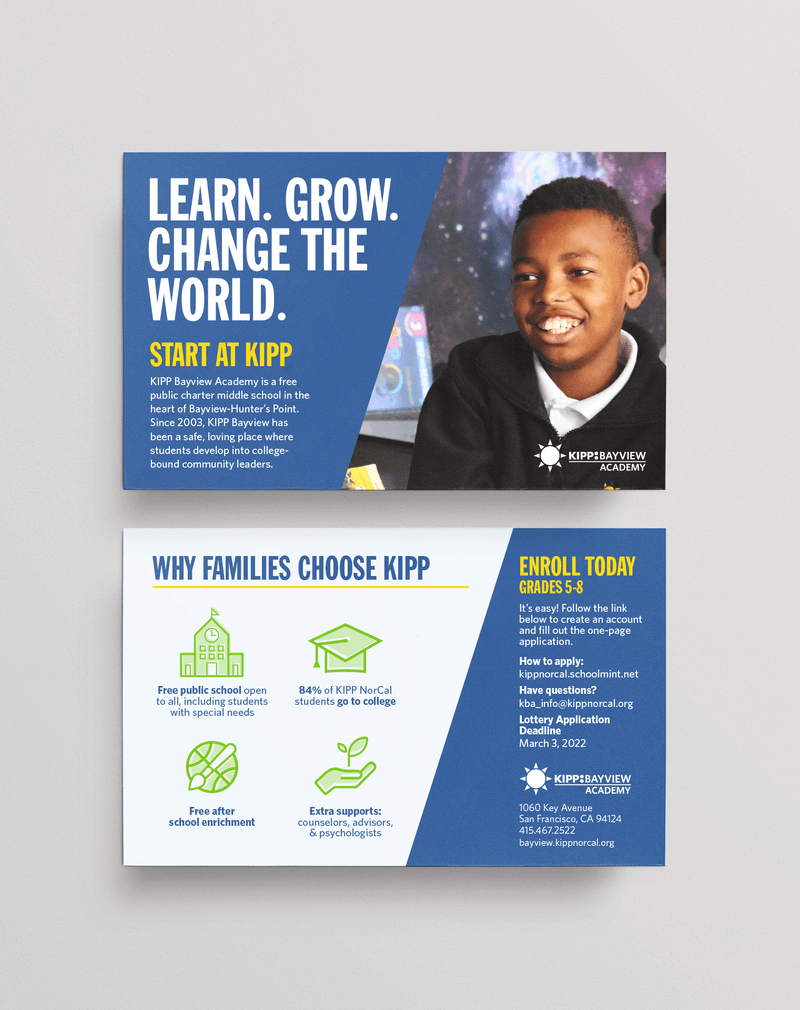 LEARN. GROW.
CHANGE THE
WORLD.
START AT KIPP
KIPP Bayview Academy is a free
public charter middle school in the
heart of Bayview-Hunter's Point.
Since 2003, KIPP Bayview has
been a safe, loving place where
students develop into college-
bound community leaders.
KIPP:BAYVIEW
ACADEMY
WHY FAMILIES CHOOSE KIPP
Free public school open
to all, including students
with special needs
84% of KIPP NorCal
students go to college
Free after
school enrichment
Extra supports:
counselors, advisors,
& psychologists
ENROLL TODAY
GRADES 5-8
It's easy! Follow the link
below to create an account
and fill out the one-page
application.
How to apply:
kippnorcal.schoolmint.net
Have questions?
kba_info@kippnorcal.org
Lottery Application
Deadline
March 3, 2022
KIPP:BAYVIEW
ACADEMY
1060 Key Avenue
San Francisco, CA 94124
415.467.2522
bayview.kippnorcal.org